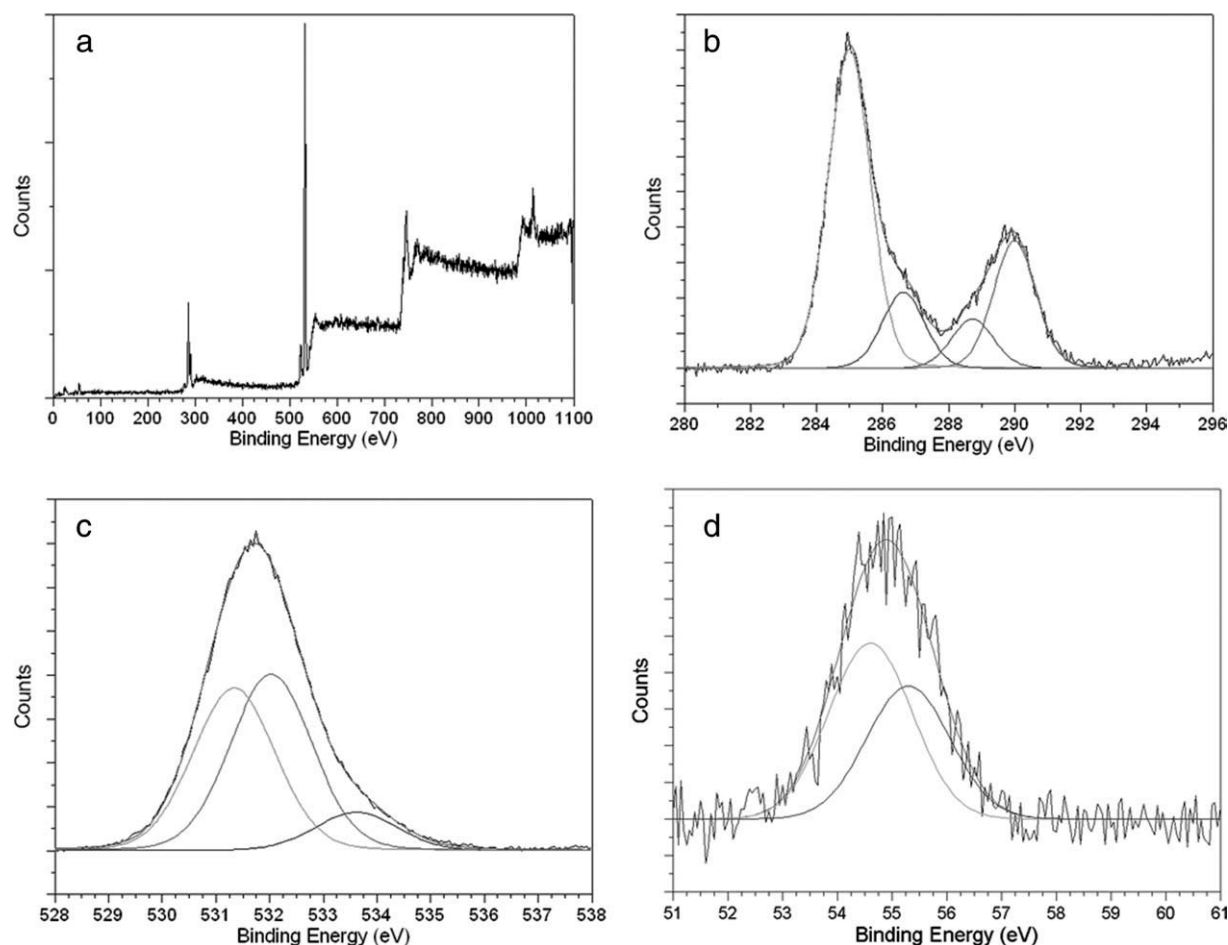 a
Counts
0 100 200 300 400 500 600 700 800 900 1000 1100
Binding Energy (eV)
b
Counts
280 282 284 286 288 290 292 294 296
Binding Energy (eV)
c
Counts
528 529 530 531 532 533 534 535 536 537 538
Binding Energy (eV)
d
Counts
51 52 53 54 55 56 57 58 59 60 61
Binding Energy (eV)